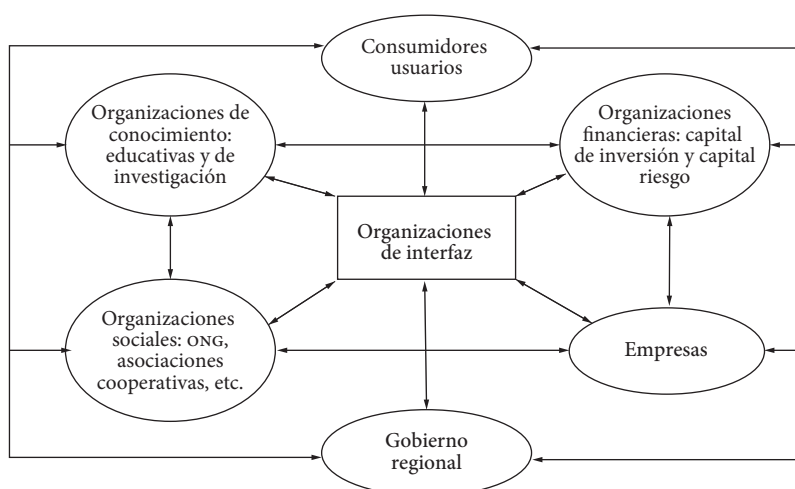 Consumidores
usuarios
Organizaciones de
conocimiento:
educativas y de
investigación
Organizaciones
financieras: capital
de inversión y capital
riesgo
Organizaciones
de interfaz
Organizaciones
sociales: ONG,
asociaciones
cooperativas, etc.
Empresas
Gobierno
regional